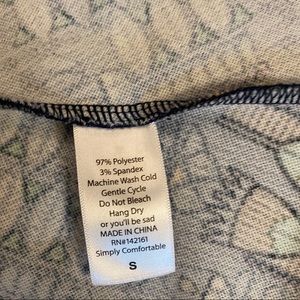 97% Polyester
3% Spandex
Machine Wash Cold
Gentle Cycle
Do Not Bleach
Hang Dry
or you'll be sad
MADE IN CHINA
RN#142161
Simply Comfortable
S